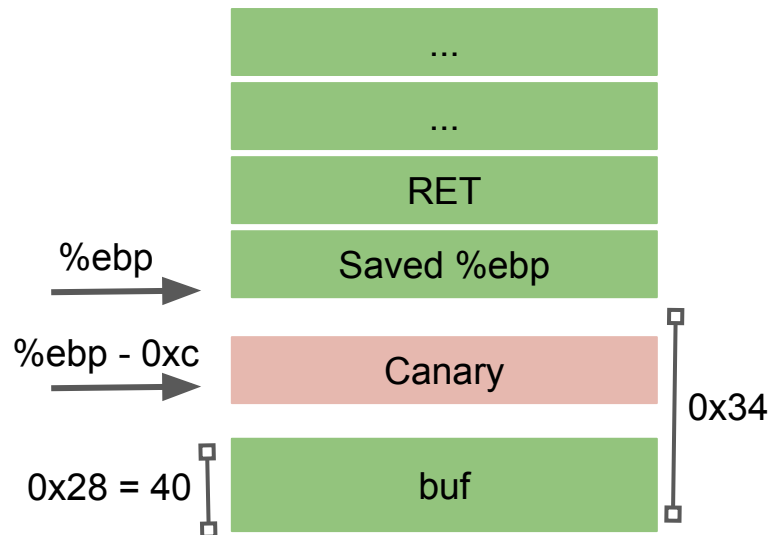 ...
...
RET
%ebp
Saved %ebp
%ebp - 0xc
Canary
0x34
0x28 = 40
buf